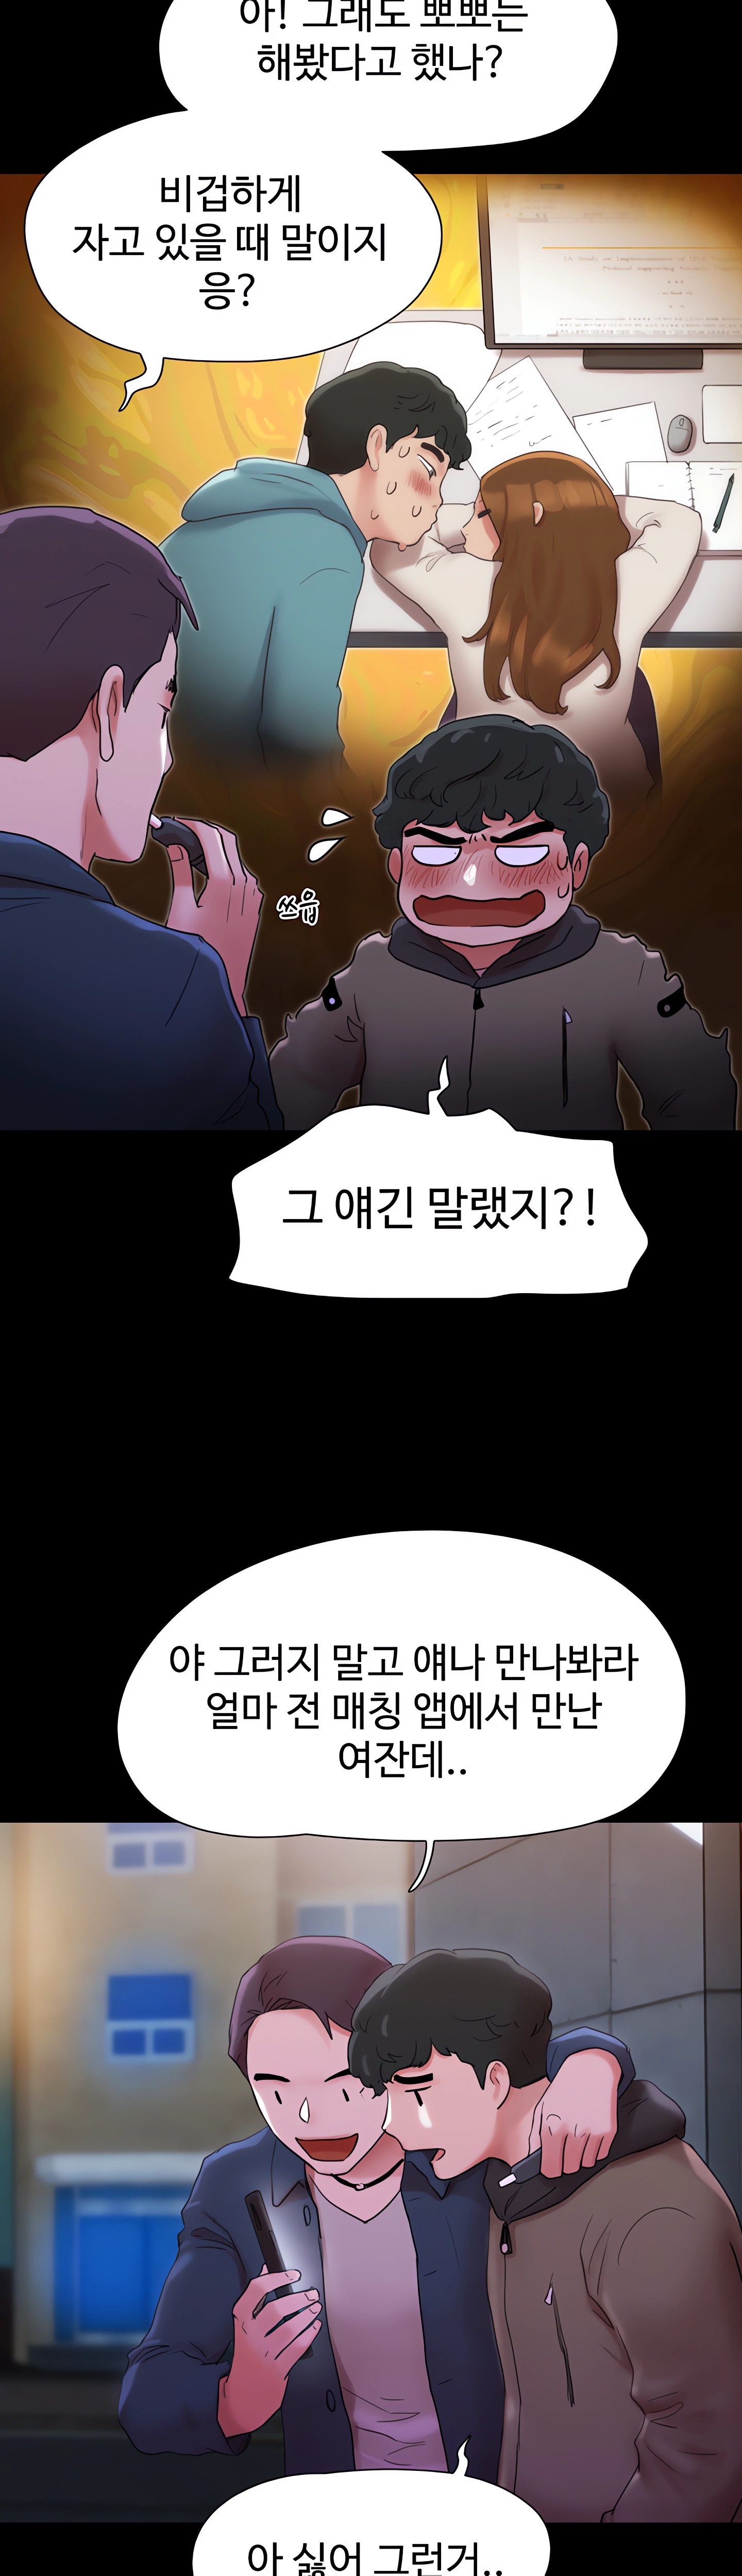 아! 그래도 뽀뽀는
해봤다고 했나?
비겁하게
자고 있을 때 말이지
응?
쓰읍
그 얘긴 말랬지?!
야 그러지 말고 얘나 만나봐라
얼마 전 매칭 앱에서 만난
여잔데..
아 싫어 그런거..